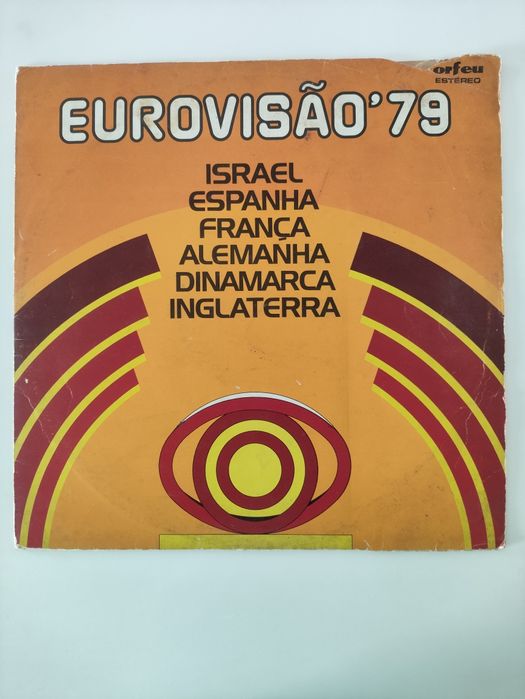 orfeu
ESTÉREO
EUROVISÃO'79
ISRAEL
ESPANHA
FRANÇA
ALEMANHA
DINAMARCA
INGLATERRA